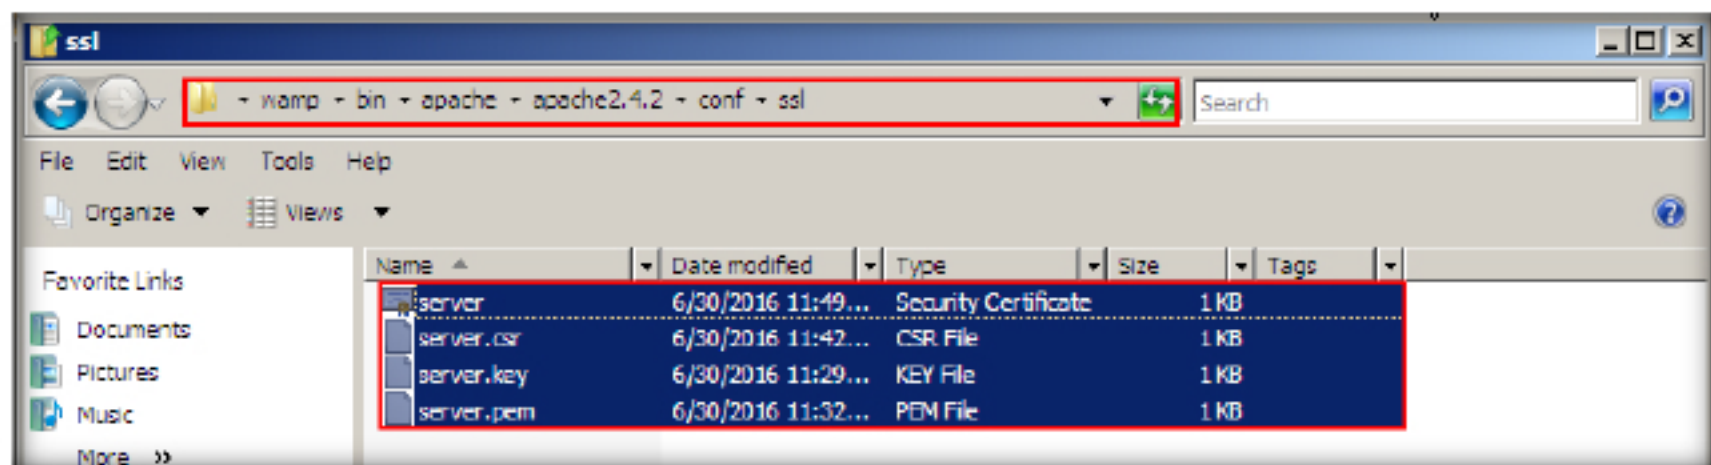 ssl
wamp bin apache apache2.4.2 conf ssl
Search
File Edit View Tools Help
Organize Views
Favorite Links
Documents
Pictures
Music
More »
Name Date modified Type Size Tags
server 6/30/2016 11:49... Security Certificate 1 KB
server.csr 6/30/2016 11:42... CSR File 1 KB
server.key 6/30/2016 11:29... KEY File 1 KB
server.pem 6/30/2016 11:32... PEM File 1 KB